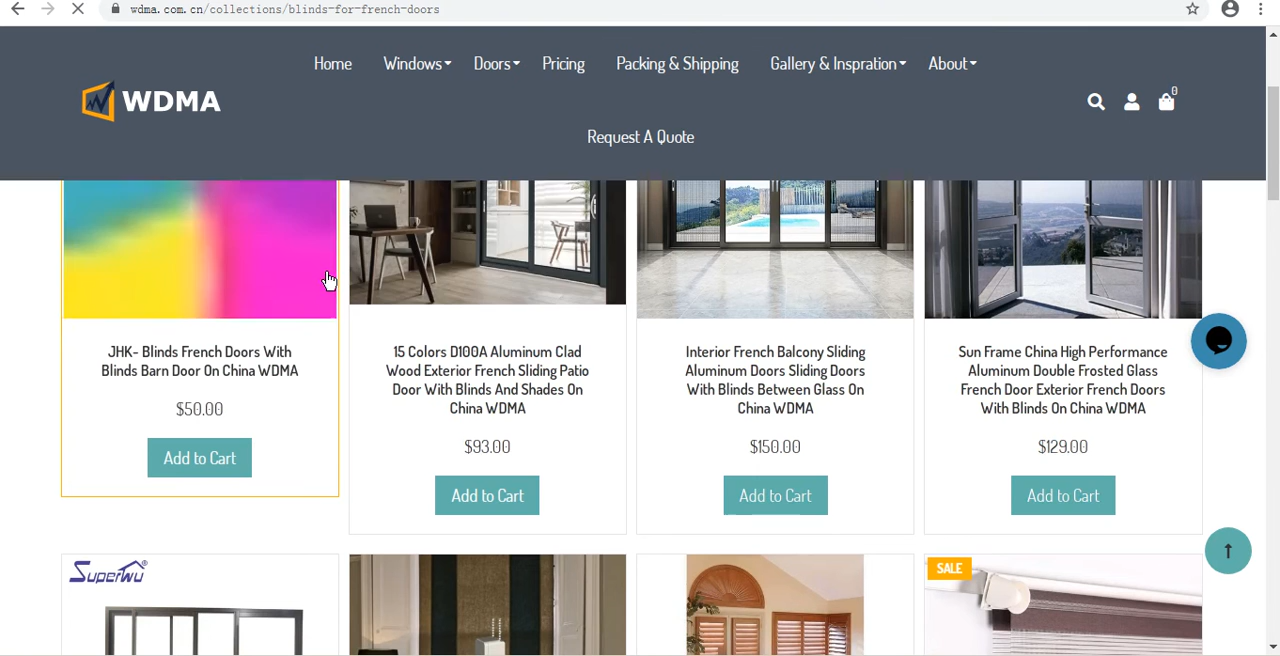 wdma.com.cn/collections/blinds-for-french-doors
Home Windows Doors Pricing Packing & Shipping Gallery & Inspration About
WDMA
0
Request A Quote
JHK- Blinds French Doors With
Blinds Barn Door On China WDMA
$50.00
Add to Cart
15 Colors D100A Aluminum Clad
Wood Exterior French Sliding Patio
Door With Blinds And Shades On
China WDMA
$93.00
Add to Cart
Interior French Balcony Sliding
Aluminum Doors Sliding Doors
With Blinds Between Glass On
China WDMA
$150.00
Add to Cart
Sun Frame China High Performance
Aluminum Double Frosted Glass
French Door Exterior French Doors
With Blinds On China WDMA
$129.00
Add to Cart
SUPERWU
SALE